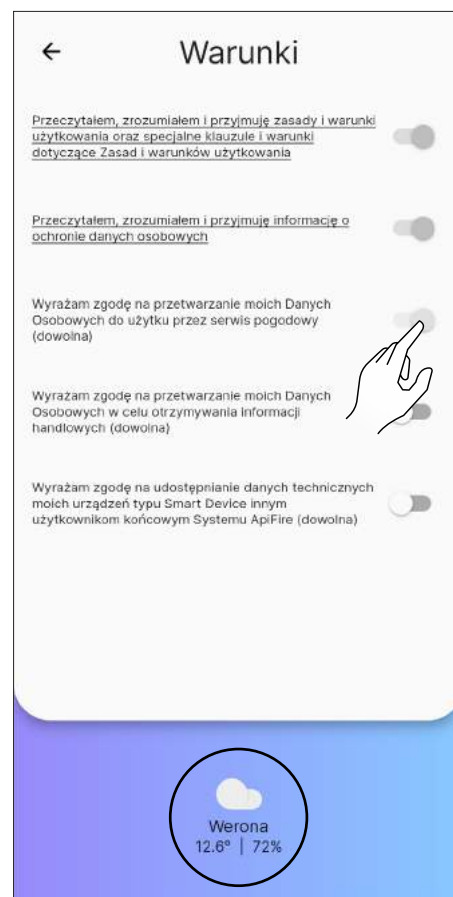 Warunki
Przeczytałem, zrozumiałem i przyjmuję zasady i warunki
użytkowania oraz specjalne klauzule i warunki
dotyczące Zasad i warunków użytkowania
Przeczytałem, zrozumiałem i przyjmuję informację o
ochronie danych osobowych
Wyrażam zgodę na przetwarzanie moich Danych
Osobowych do użytku przez serwis pogodowy
(dowolna)
Wyrażam zgodę na przetwarzanie moich Danych
Osobowych w celu otrzymywania informacji
handlowych (dowolna)
Wyrażam zgodę na udostępnianie danych technicznych
moich urządzeń typu Smart Device innym
użytkownikom końcowym Systemu ApiFire (dowolna)
Werona
12.6° | 72%